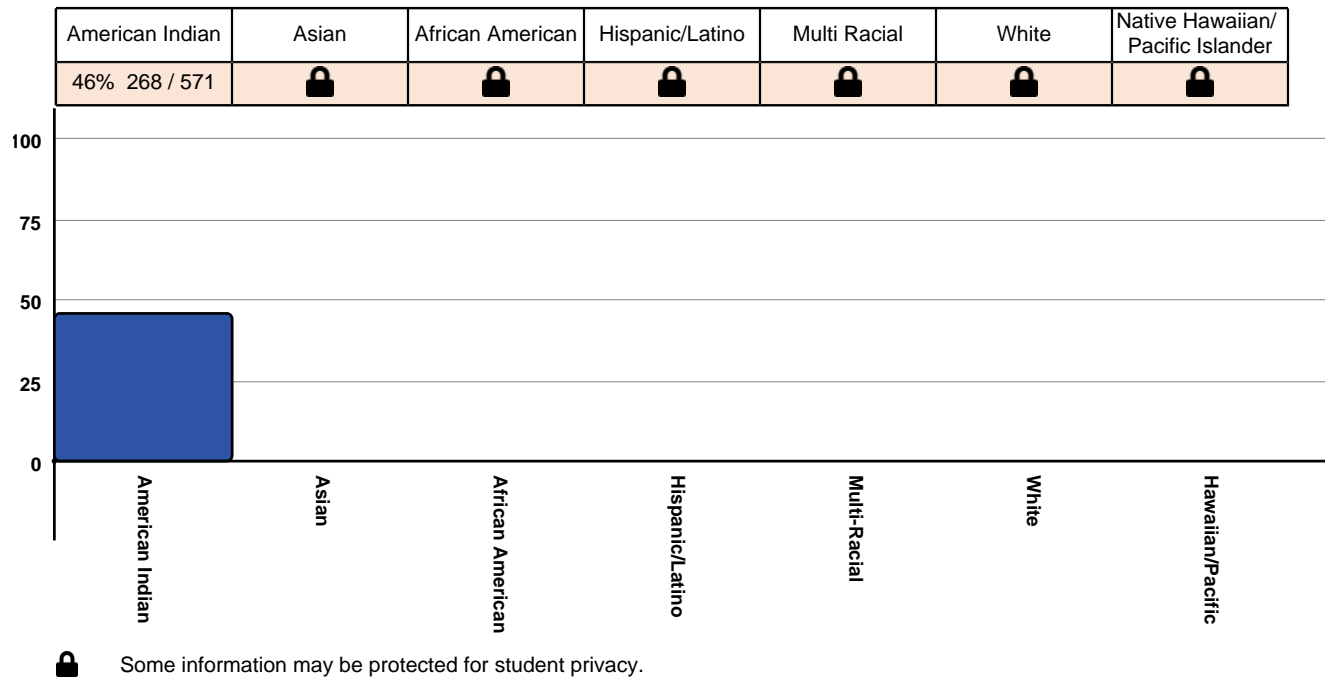 American Indian Asian African American Hispanic/Latino Multi Racial White Native Hawaiian/
Pacific Islander
46% 268 / 571
100
75
50
25
0
American Indian
Asian
African American
Hispanic/Latino
Multi-Racial
White
Hawaiian/Pacific
Some information may be protected for student privacy.